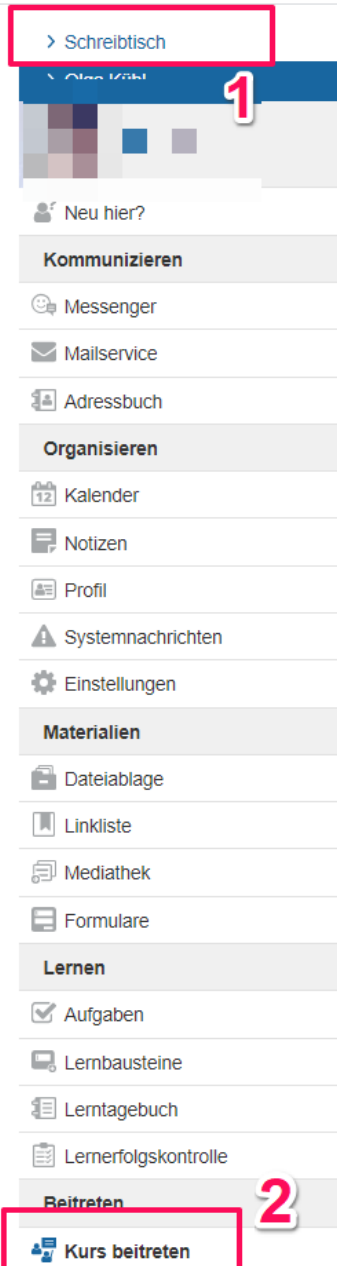 > Schreibtisch
1
Neu hier?
Kommunizieren
Messenger
Mailservice
Adressbuch
Organisieren
12 Kalender
Notizen
Profil
Systemnachrichten
Einstellungen
Materialien
Dateiablage
Linkliste
Mediathek
Formulare
Lernen
Aufgaben
Lernbausteine
Lerntagebuch
Lernerfolgskontrolle
Beitreten
2
Kurs beitreten